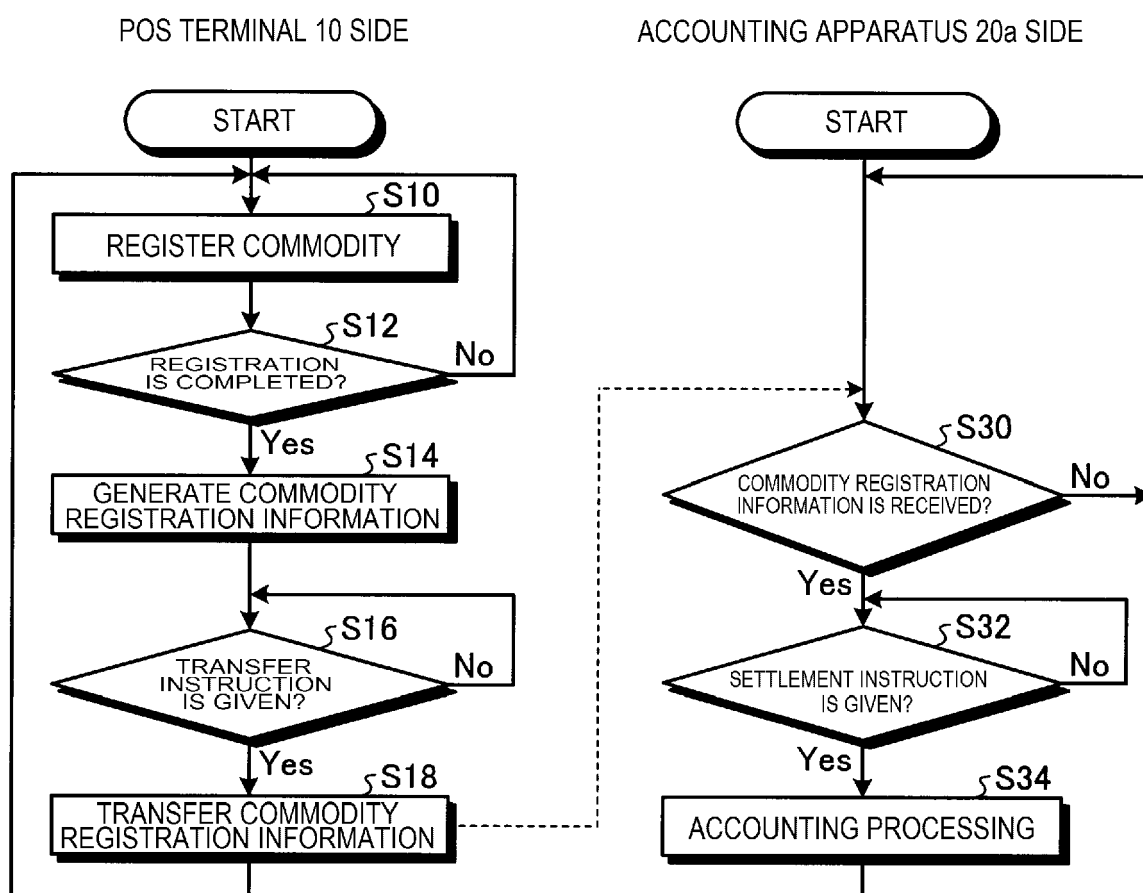 POS TERMINAL 10 SIDE
START
S10
REGISTER COMMODITY
S12
REGISTRATION
IS COMPLETED?
No
Yes
S14
GENERATE COMMODITY
REGISTRATION INFORMATION
S16
TRANSFER
INSTRUCTION
IS GIVEN?
No
Yes
S18
TRANSFER COMMODITY
REGISTRATION INFORMATION
ACCOUNTING APPARATUS 20a SIDE
START
S30
COMMODITY REGISTRATION
INFORMATION IS RECEIVED?
No
Yes
S32
SETTLEMENT INSTRUCTION
IS GIVEN?
No
Yes
S34
ACCOUNTING PROCESSING